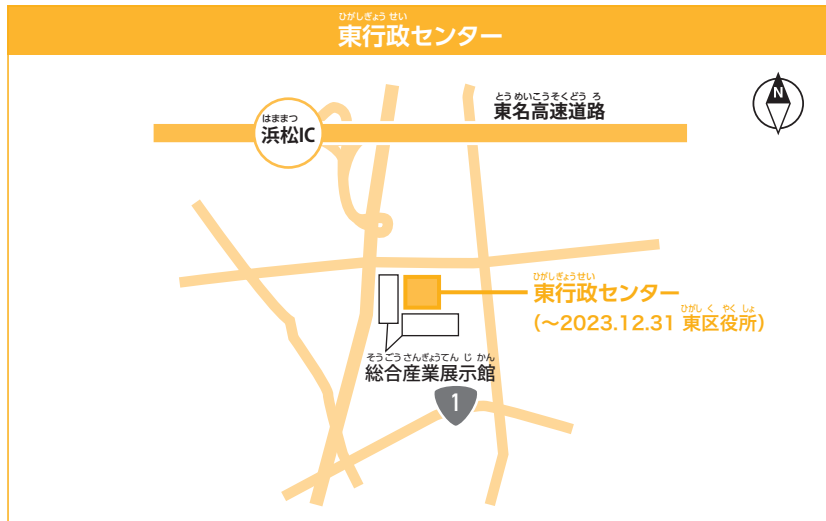 ひがしぎょうせい
東行政センター
とうめいこうそくどうろ
東名高速道路
N
はままつ
浜松IC
ひがしぎょうせい
東行政センター
ひがしくやくしょ
(～2023.12.31 東区役所)
そうごうさんぎょうてんじかん
総合産業展示館
1